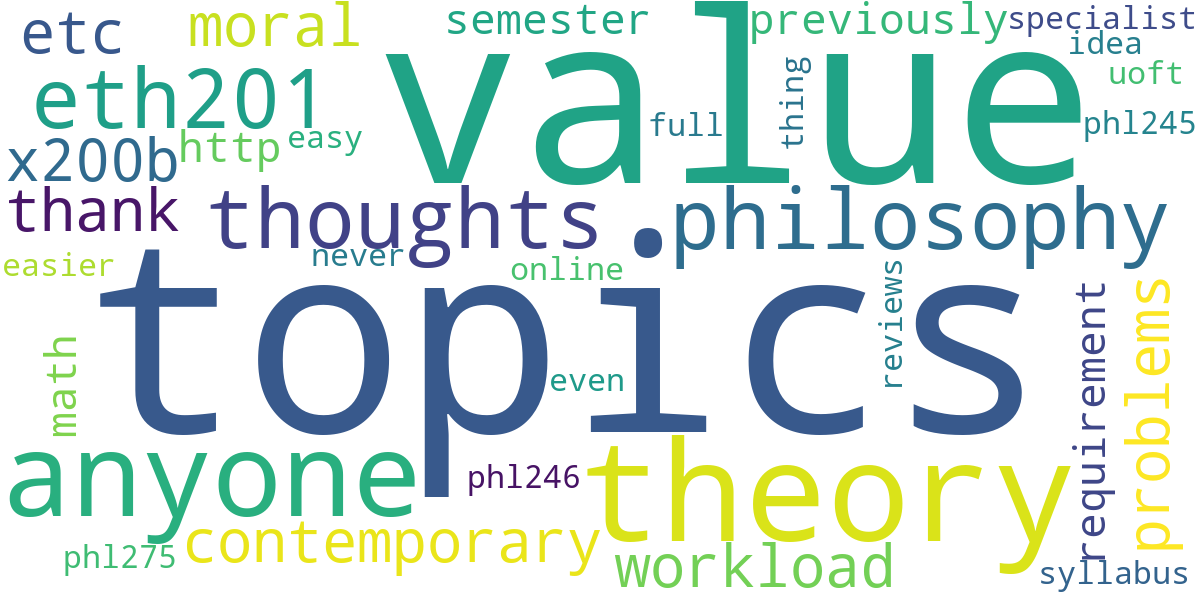 etc
moral
semester
value
previously
specialist
idea
uoft
eth201
thing
full
phl245
x200b
http
easy
thank
thoughts
philosophy
easier
never
online
topics
reviews
requirement
problems
math
even
anyone
phl246
theory
phl275
contemporary
workload
syllabus